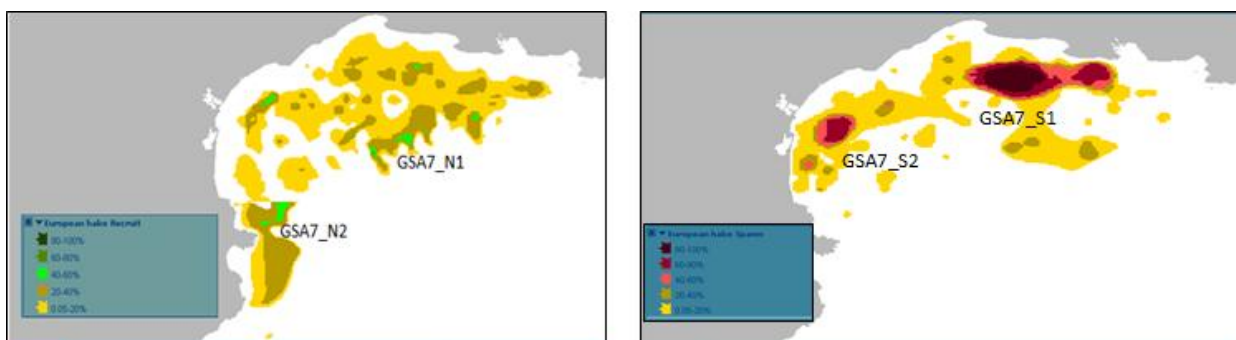 GSA7_N1
GSA7_N2
European hake Recruit
80-100%
60-80%
40-60%
20-40%
0.05-20%
GSA7_S1
GSA7_S2
European hake Spawn
80-100%
60-80%
40-60%
20-40%
0.05-20%